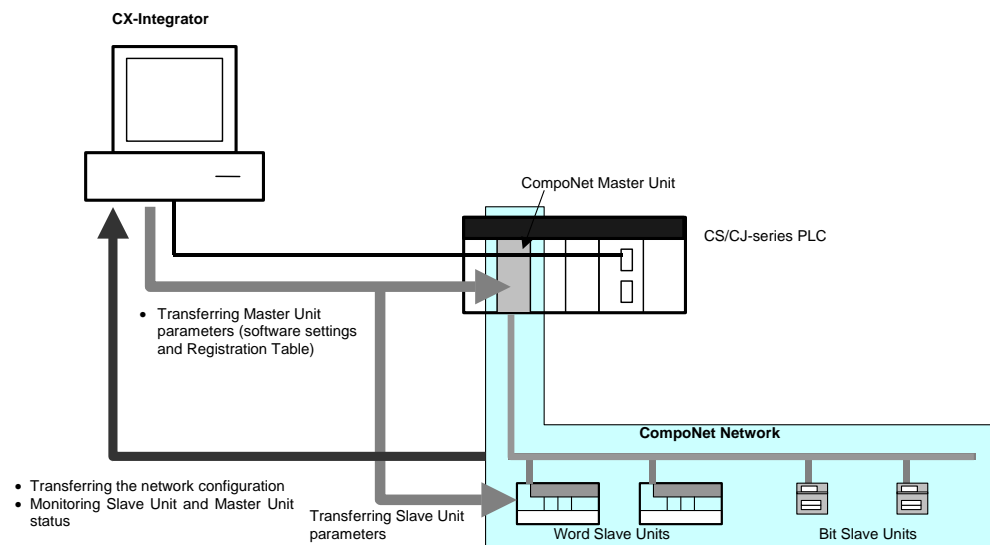 CX-Integrator
CompoNet Master Unit
CS/CJ-series PLC
• Transferring Master Unit
parameters (software settings
and Registration Table)
CompoNet Network
• Transferring the network configuration
• Monitoring Slave Unit and Master Unit
status
Transferring Slave Unit
parameters
Word Slave Units
Bit Slave Units